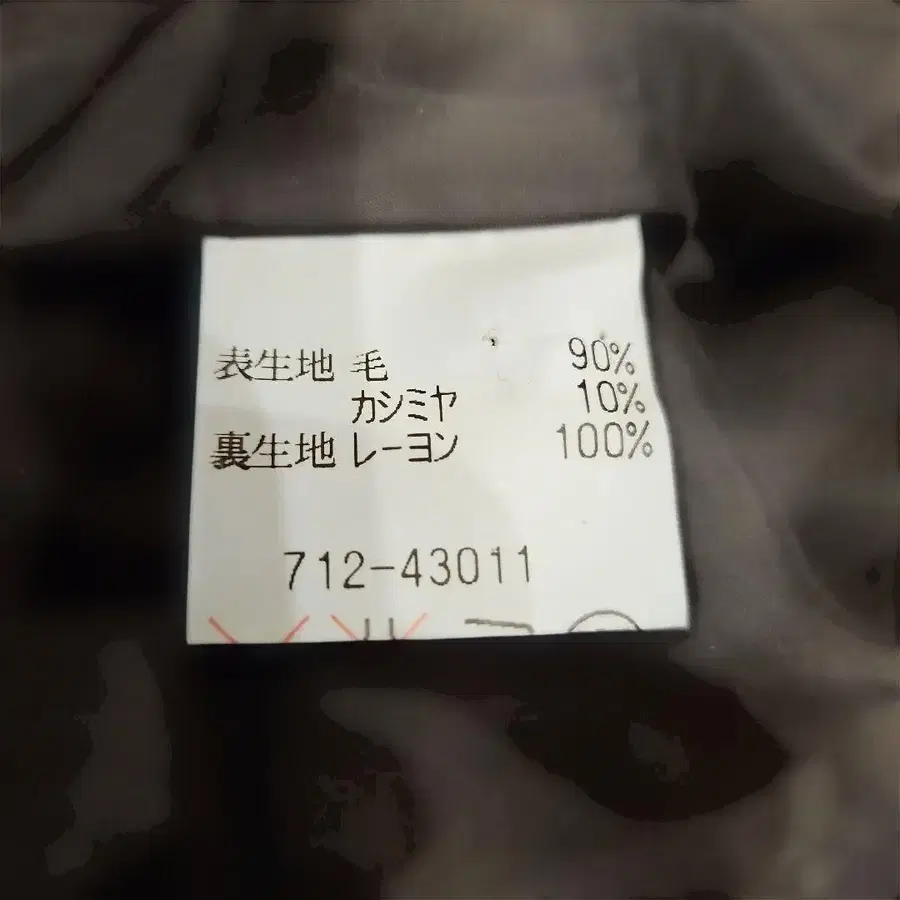 表生地 毛 90%
カシミヤ 10%
裏生地 レーヨン 100%
712-43011